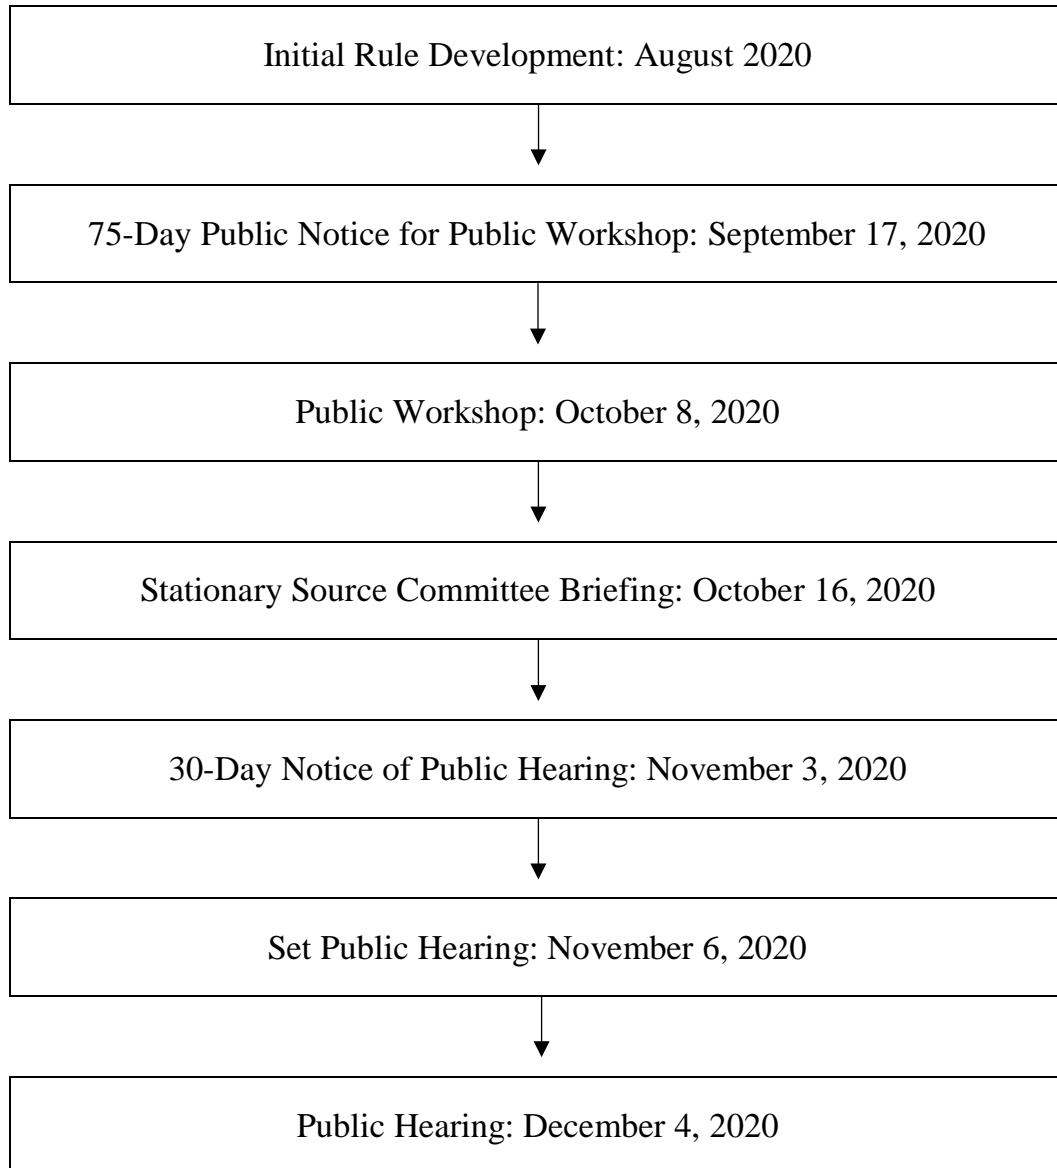 Initial Rule Development: August 2020
75-Day Public Notice for Public Workshop: September 17, 2020
Public Workshop: October 8, 2020
Stationary Source Committee Briefing: October 16, 2020
30-Day Notice of Public Hearing: November 3, 2020
Set Public Hearing: November 6, 2020
Public Hearing: December 4, 2020